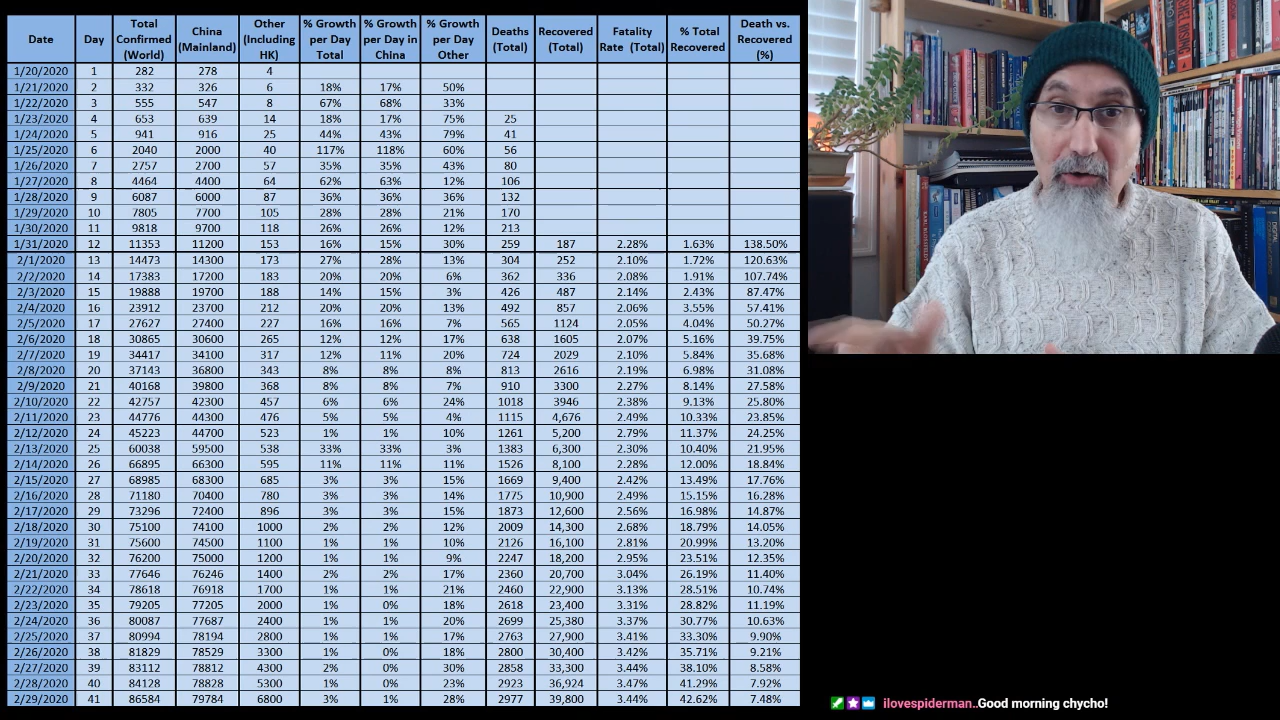 Date Day Total Confirmed (World) China (Mainland) Other (Including HK) % Growth per Day Total % Growth per Day in China % Growth per Day Other Deaths (Total) Recovered (Total) Fatality Rate (Total) % Total Recovered Death vs. Recovered (%)
1/20/2020 1 282 278 4
1/21/2020 2 332 326 6 18% 17% 50%
1/22/2020 3 555 547 8 67% 68% 33%
1/23/2020 4 653 639 14 18% 17% 75% 25
1/24/2020 5 941 916 25 44% 43% 79% 41
1/25/2020 6 2040 2000 40 117% 118% 60% 56
1/26/2020 7 2757 2700 57 35% 35% 43% 80
1/27/2020 8 4464 4400 64 62% 63% 12% 106
1/28/2020 9 6087 6000 87 36% 36% 36% 132
1/29/2020 10 7805 7700 105 28% 28% 21% 170
1/30/2020 11 9818 9700 118 26% 26% 12% 213
1/31/2020 12 11353 11200 153 16% 15% 30% 259 187 2.28% 1.63% 138.50%
2/1/2020 13 14473 14300 173 27% 28% 13% 304 252 2.10% 1.72% 120.63%
2/2/2020 14 17383 17200 183 20% 20% 6% 362 336 2.08% 1.91% 107.74%
2/3/2020 15 19888 19700 188 14% 15% 3% 426 487 2.14% 2.43% 87.47%
2/4/2020 16 23912 23700 212 20% 20% 13% 492 857 2.06% 3.55% 57.41%
2/5/2020 17 27627 27400 227 16% 16% 7% 565 1124 2.05% 4.04% 50.27%
2/6/2020 18 30865 30600 265 12% 12% 17% 638 1605 2.07% 5.16% 39.75%
2/7/2020 19 34417 34100 317 12% 11% 20% 724 2029 2.10% 5.84% 35.68%
2/8/2020 20 37143 36800 343 8% 8% 8% 813 2616 2.19% 6.98% 31.08%
2/9/2020 21 40168 39800 368 8% 8% 7% 910 3300 2.27% 8.14% 27.58%
2/10/2020 22 42757 42300 457 6% 6% 24% 1018 3946 2.38% 9.13% 25.80%
2/11/2020 23 44776 44300 476 5% 5% 4% 1115 4,676 2.49% 10.33% 23.85%
2/12/2020 24 45223 44700 523 1% 1% 10% 1261 5,200 2.79% 11.37% 24.25%
2/13/2020 25 60038 59500 538 33% 33% 3% 1383 6,300 2.30% 10.40% 21.95%
2/14/2020 26 66895 66300 595 11% 11% 11% 1526 8,100 2.28% 12.00% 18.84%
2/15/2020 27 68985 68300 685 3% 3% 15% 1669 9,400 2.42% 13.49% 17.76%
2/16/2020 28 71180 70400 780 3% 3% 14% 1775 10,900 2.49% 15.15% 16.28%
2/17/2020 29 73296 72400 896 3% 3% 15% 1873 12,600 2.56% 16.98% 14.87%
2/18/2020 30 75100 74100 1000 2% 2% 12% 2009 14,300 2.68% 18.79% 14.05%
2/19/2020 31 75600 74500 1100 1% 1% 10% 2126 16,100 2.81% 20.99% 13.20%
2/20/2020 32 76200 75000 1200 1% 1% 9% 2247 18,200 2.95% 23.51% 12.35%
2/21/2020 33 77646 76246 1400 2% 2% 17% 2360 20,700 3.04% 26.19% 11.40%
2/22/2020 34 78618 76918 1700 1% 1% 21% 2460 22,900 3.13% 28.51% 10.74%
2/23/2020 35 79205 77205 2000 1% 0% 18% 2618 23,400 3.31% 28.82% 11.19%
2/24/2020 36 80087 77687 2400 1% 1% 20% 2699 25,380 3.37% 30.77% 10.63%
2/25/2020 37 80994 78194 2800 1% 1% 17% 2763 27,900 3.41% 33.30% 9.90%
2/26/2020 38 81829 78529 3300 1% 0% 18% 2800 30,400 3.42% 35.71% 9.21%
2/27/2020 39 83112 78812 4300 2% 0% 30% 2858 33,300 3.44% 38.10% 8.58%
2/28/2020 40 84128 78828 5300 1% 0% 23% 2923 36,924 3.47% 41.29% 7.92%
2/29/2020 41 86584 79784 6800 3% 1% 28% 2977 39,800 3.44% 42.62% 7.48%
ilovespiderman..Good morning chycho!